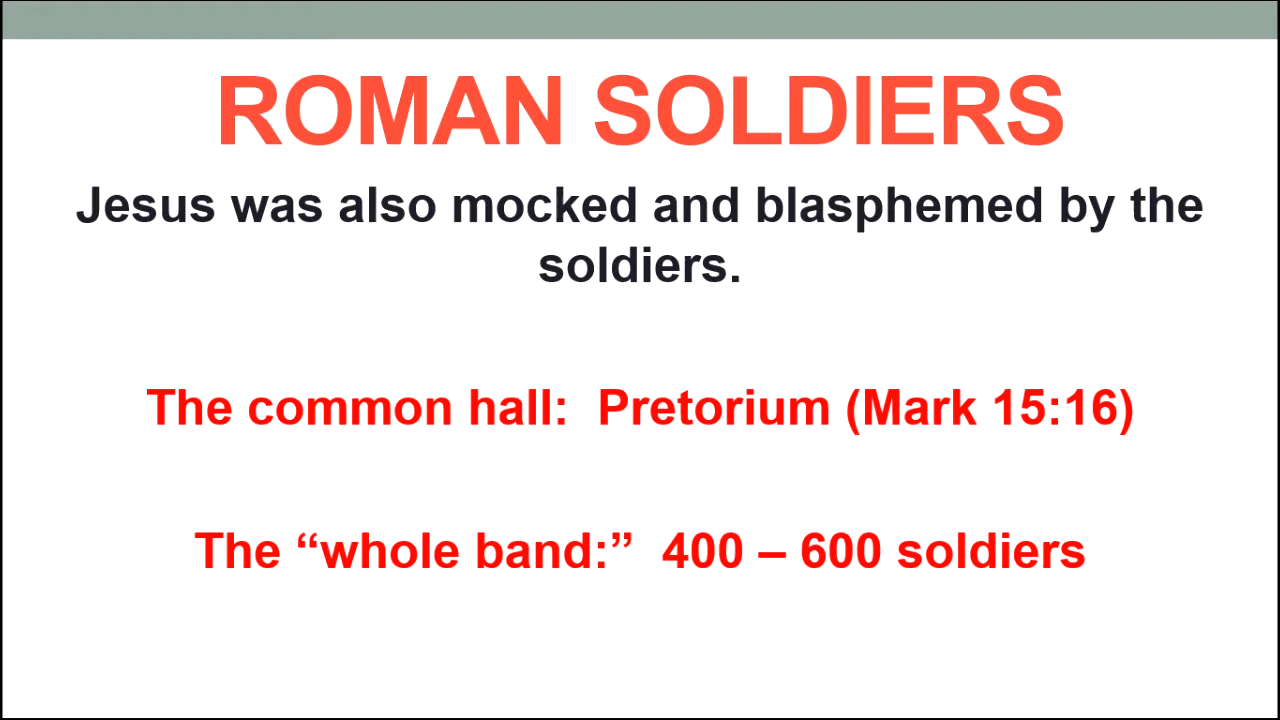 ROMAN SOLDIERS
Jesus was also mocked and blasphemed by the
soldiers.
The common hall:  Pretorium (Mark 15:16)
The “whole band:”  400 – 600 soldiers